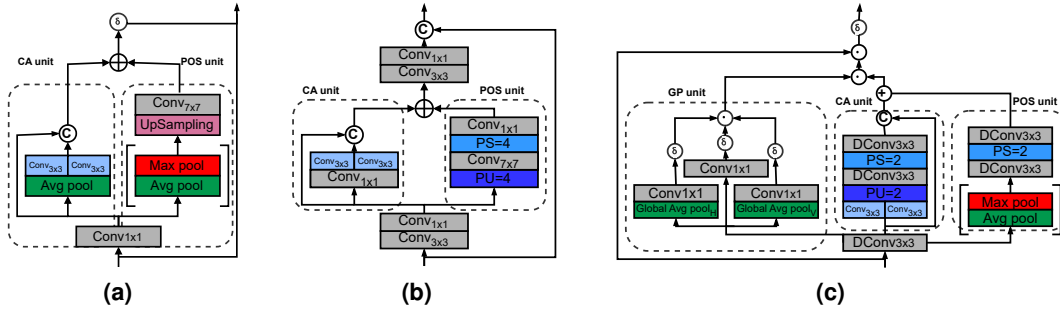 δ
CA unit
POS unit
Conv7x7
UpSampling
C
Conv3x3 Conv3x3
Avg pool
Max pool
Avg pool
Conv1x1
(a)
C
Conv1x1
Conv3x3
CA unit
POS unit
C
Conv3x3 Conv3x3
Conv1x1
Conv1x1
PS=4
Conv7x7
PU=4
Conv1x1
Conv3x3
(b)
δ
GP unit
CA unit
POS unit
δ
δ
δ
Conv1x1
Conv1x1
Global Avg poolH
Conv1x1
Global Avg poolV
C
DConv3x3
PS=2
DConv3x3
PU=2
Conv3x3 Conv3x3
DConv3x3
PS=2
DConv3x3
Max pool
Avg pool
DConv3x3
(c)